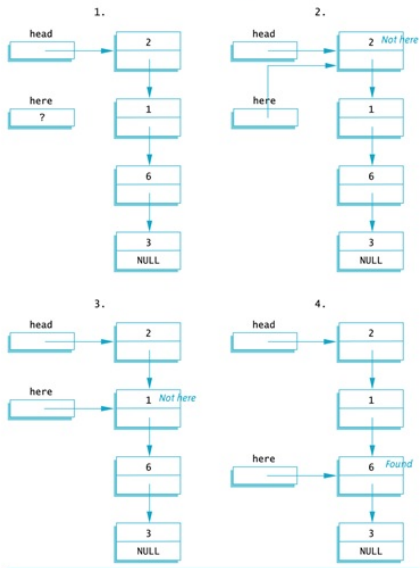 1.
head
2
here
?
1
6
3
NULL
2.
head
2 Not here
here
1
6
3
NULL
3.
head
2
here
1 Not here
6
3
NULL
4.
head
2
1
here
6 Found
3
NULL